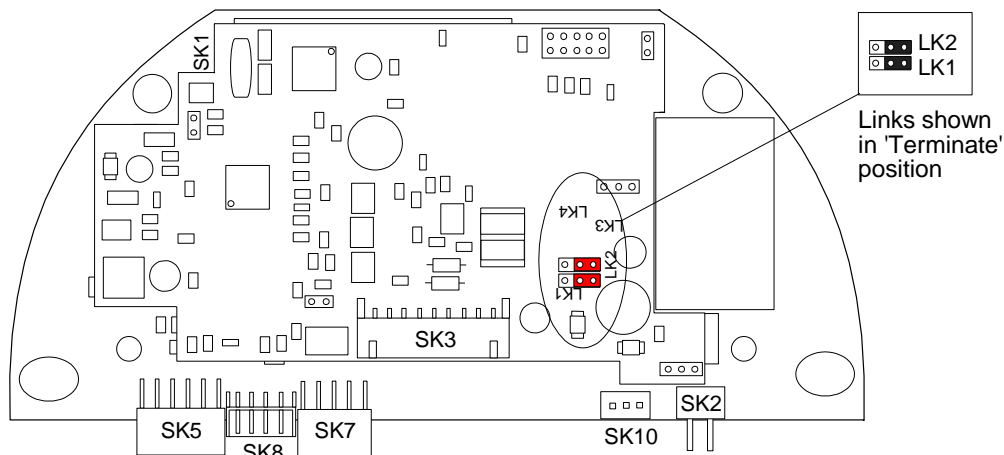 SK1
LK2
LK1
Links shown
in 'Terminate'
position
LK4
LK3
LK2
LK1
SK3
SK5
SK8
SK7
SK10
SK2